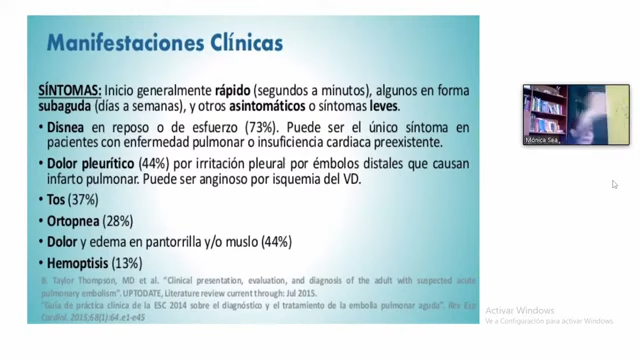 Manifestaciones Clínicas
SÍNTOMAS: Inicio generalmente rápido (segundos a minutos), algunos en forma
subaguda (días a semanas), y otros asintomáticos o síntomas leves.
• Disnea en reposo o de esfuerzo (73%). Puede ser el único síntoma en
pacientes con enfermedad pulmonar o insuficiencia cardiaca preexistente.
• Dolor pleurítico (44%) por irritación pleural por émbolos distales que causan
infarto pulmonar. Puede ser anginoso por isquemia del VD.
• Tos (37%)
• Ortopnea (28%)
• Dolor y edema en pantorrilla y/o muslo (44%)
• Hemoptisis (13%)
B. Taylor Thompson, MD et al. "Clinical presentation, evaluation, and diagnosis of the adult with suspected acute
pulmonary embolism". UPTODATE, Literature review current through: Jul 2015.
"Guía de práctica clínica de la ESC 2014 sobre el diagnóstico y el tratamiento de la embolia pulmonar aguda". Rev Esp
Cardiol. 2015;68(1):64.e1-e45
Mónica Sea
Activar Windows
Ve a Configuración para activar Windows.